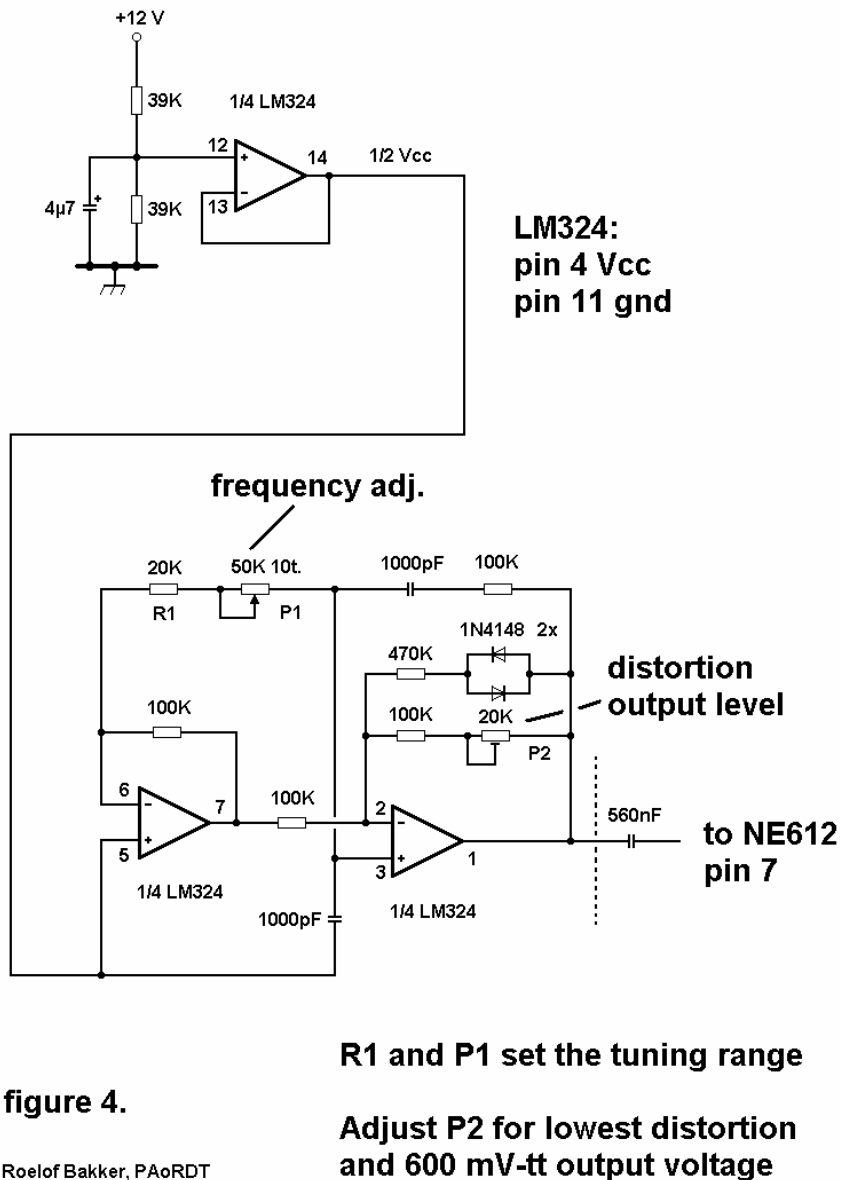 +12 V
39K
1/4 LM324
12
+
14
1/2 Vcc
-
13
4µ7
+
39K
LM324:
pin 4 Vcc
pin 11 gnd
frequency adj.
20K
50K 10t.
1000pF
100K
R1
P1
1N4148 2x
470K
distortion
output level
100K
100K
20K
P2
6
-
7
100K
2
-
560nF
to NE612
pin 7
+
5
+
3
1
1/4 LM324
1000pF
1/4 LM324
R1 and P1 set the tuning range
figure 4.
Adjust P2 for lowest distortion
and 600 mV-tt output voltage
Roelof Bakker, PAoRDT